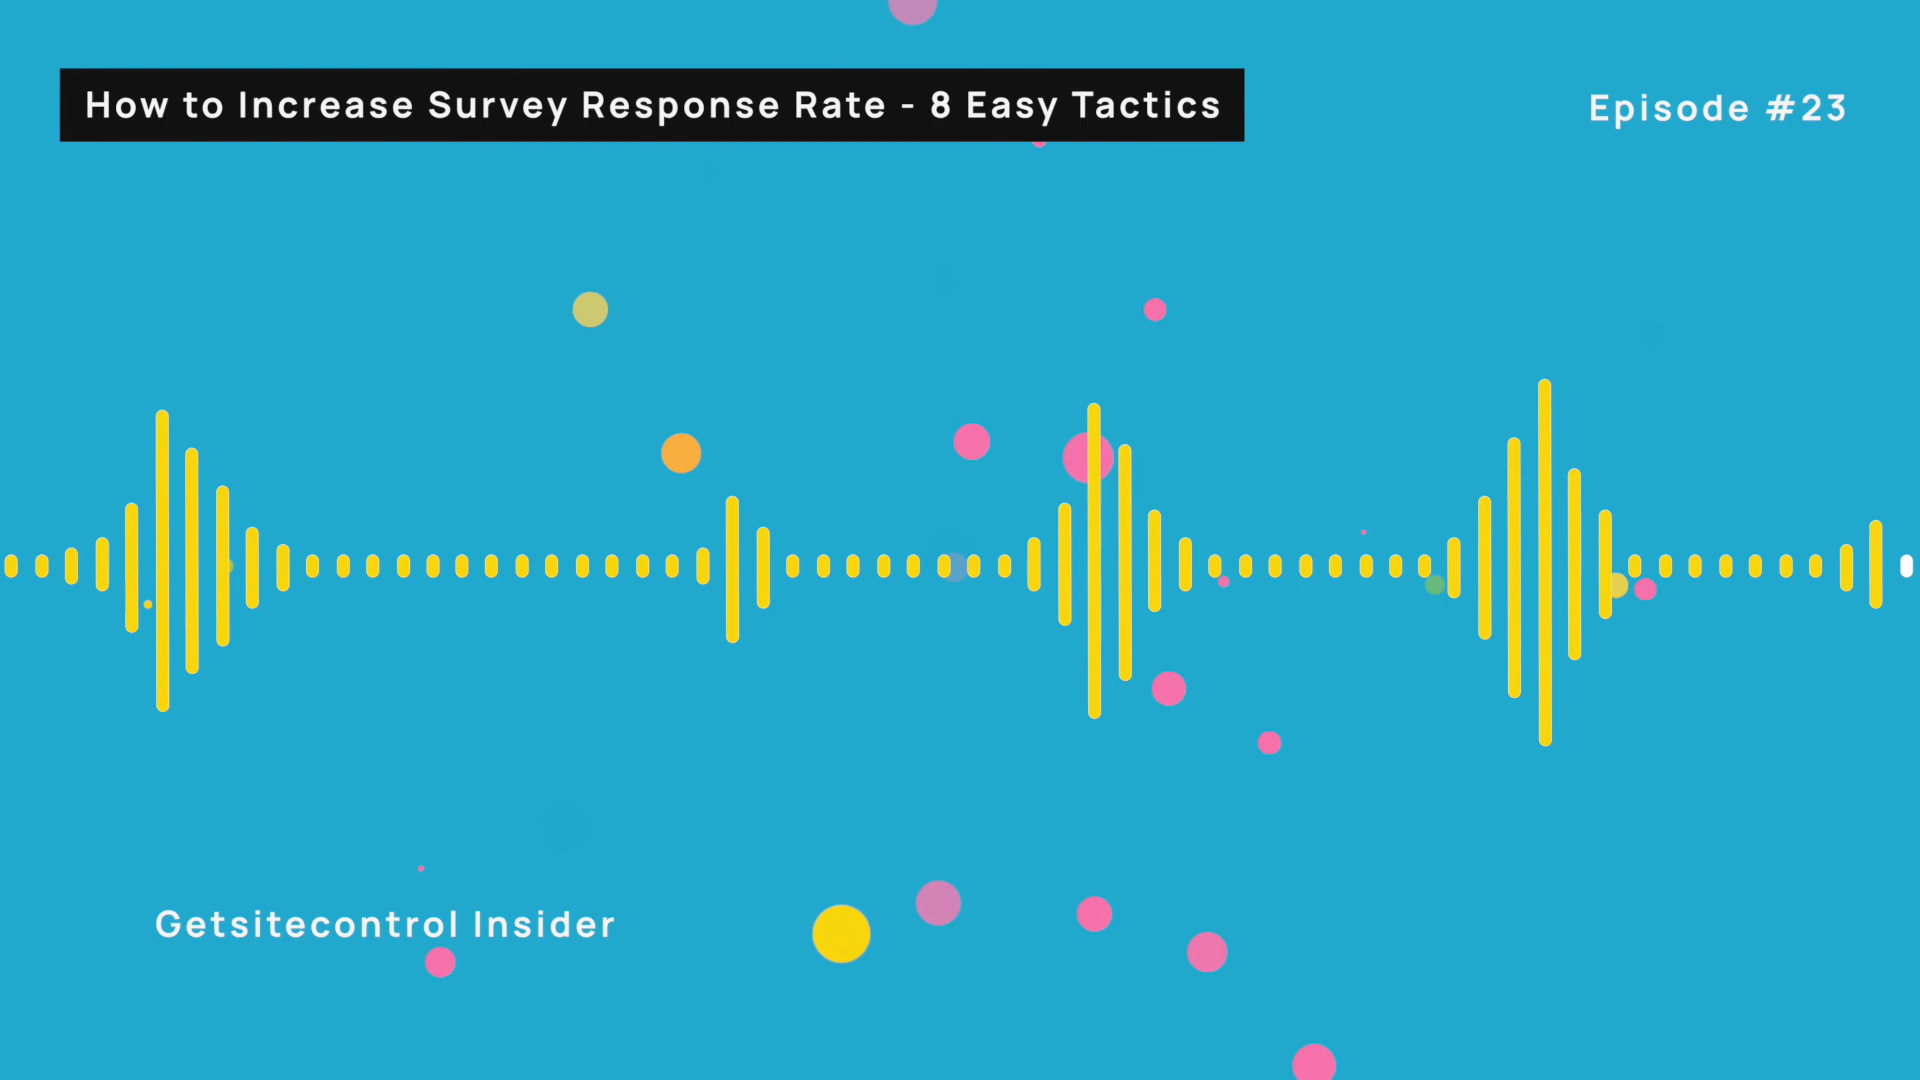 How to Increase Survey Response Rate - 8 Easy Tactics
Episode #23
Getsitecontrol Insider